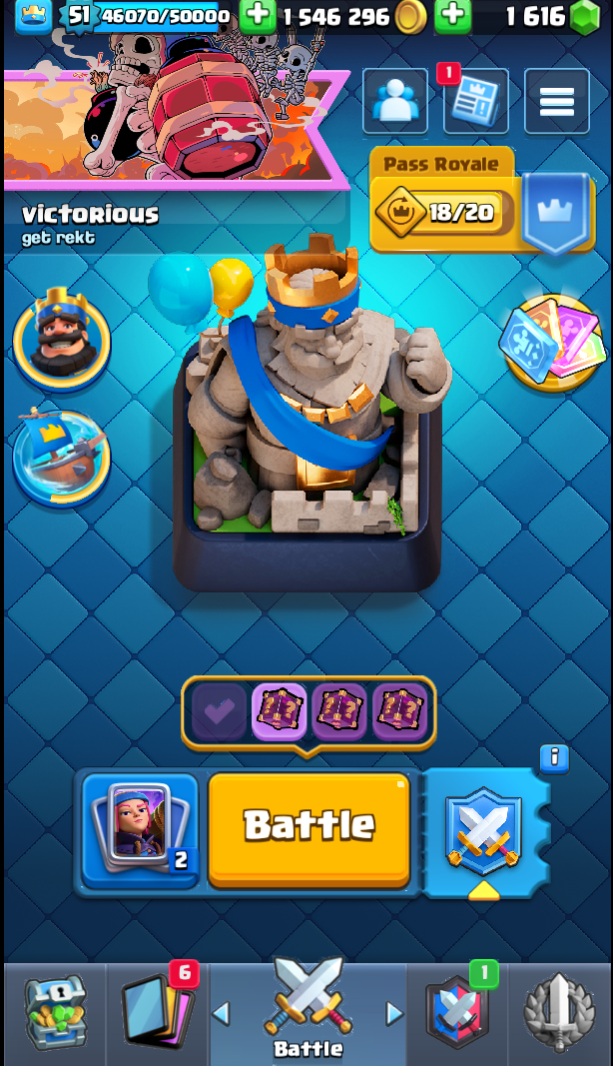 51 46070/50000 1 546 296 1 616
1
Pass Royale
18/20
victorious
get rekt
? ? ?
i
2
Battle
6
1
Battle